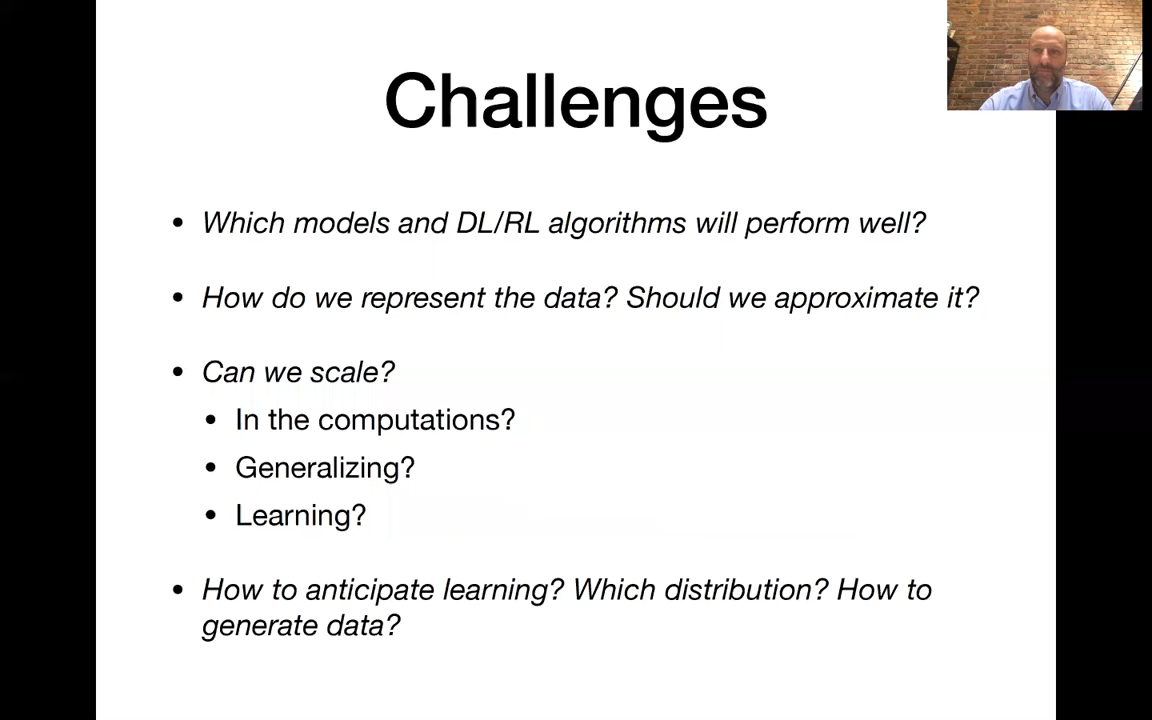 Challenges
• Which models and DL/RL algorithms will perform well?
• How do we represent the data? Should we approximate it?
• Can we scale?
• In the computations?
• Generalizing?
• Learning?
• How to anticipate learning? Which distribution? How to
generate data?